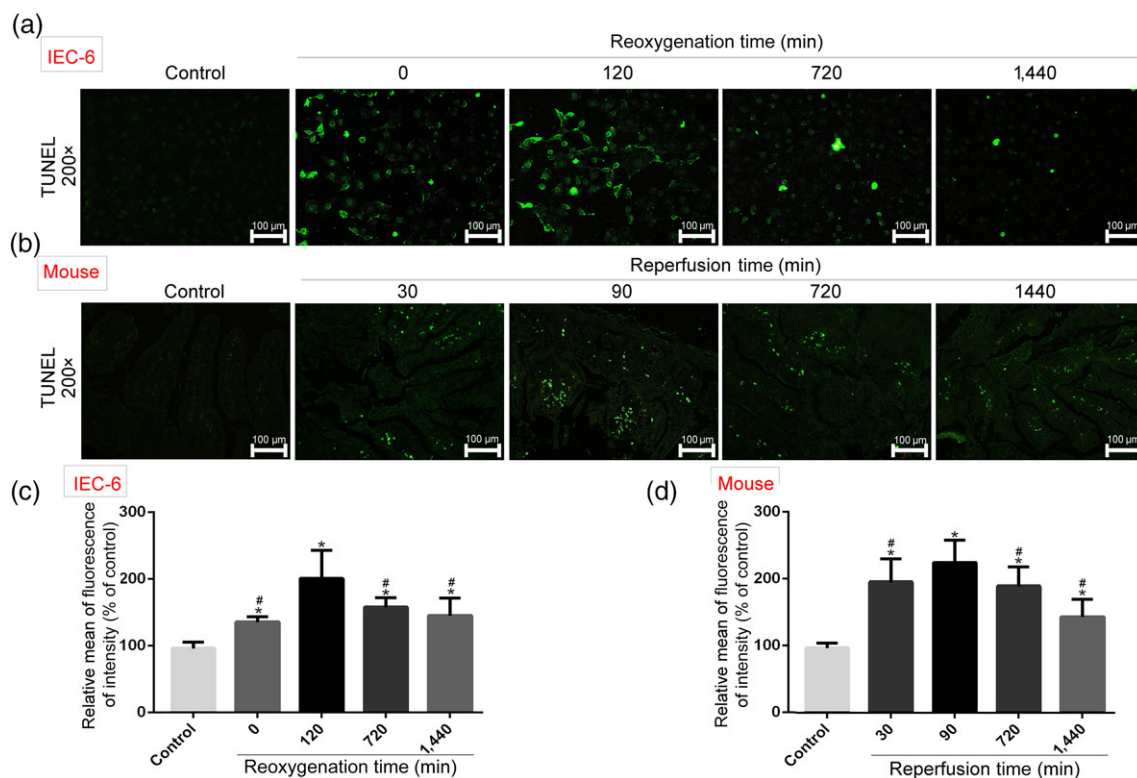 (a)
IEC-6
Reoxygenation time (min)
Control 0 120 720 1,440
TUNEL
200×
100 μm 100 μm 100 μm 100 μm 100 μm
(b)
Mouse
Reperfusion time (min)
Control 30 90 720 1440
TUNEL
200×
100 μm 100 μm 100 μm 100 μm 100 μm
(c)
IEC-6
Relative mean of fluorescence
of intensity (% of control)
300
200
100
0
#
*
*
#
*
#
*
Control 0 120 720 1,440
Reoxygenation time (min)
(d)
Mouse
Relative mean of fluorescence
of intensity (% of control)
300
200
100
0
#
*
*
#
*
#
*
Control 30 90 720 1,440
Reperfusion time (min)